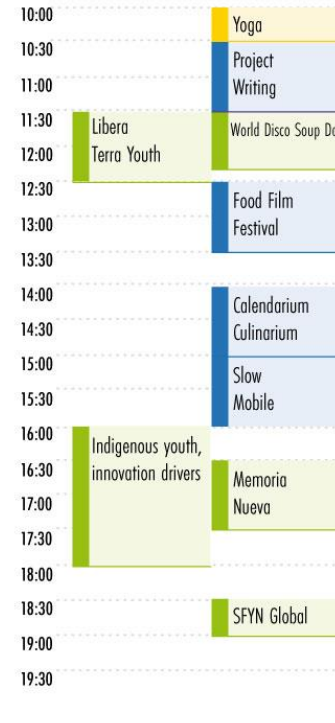 10:00
Yoga
10:30
Project
Writing
11:00
11:30
Libera
Terra Youth
World Disco Soup
12:00
12:30
Food Film
Festival
13:00
13:30
14:00
Calendarium
Culinarium
14:30
15:00
Slow
Mobile
15:30
16:00
Indigenous youth,
innovation drivers
16:30
Memoria
Nueva
17:00
17:30
18:00
18:30
SFYN Global
19:00
19:30